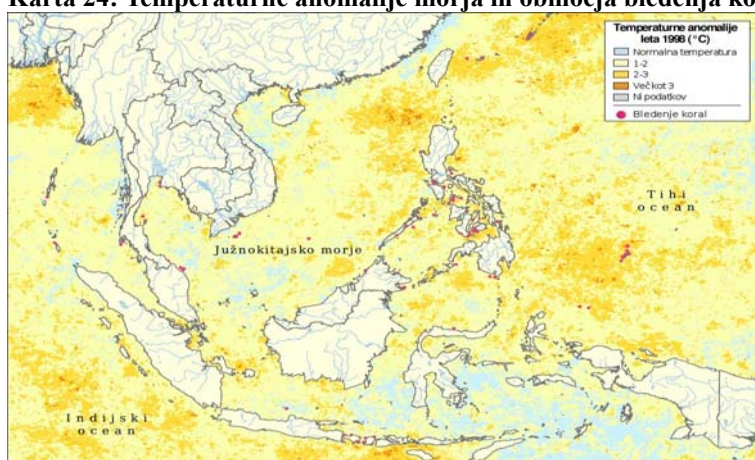 Karta 24: Temperaturne anomalije morja in območja bledenja ko
Temperaturne anomalije
leta 1998 (°C)
Normalna temperatura
1-2
2-3
Več kot 3
Ni podatkov
Bledenje koral
Tihi
ocean
Južnokitajsko morje
Indijski
ocean